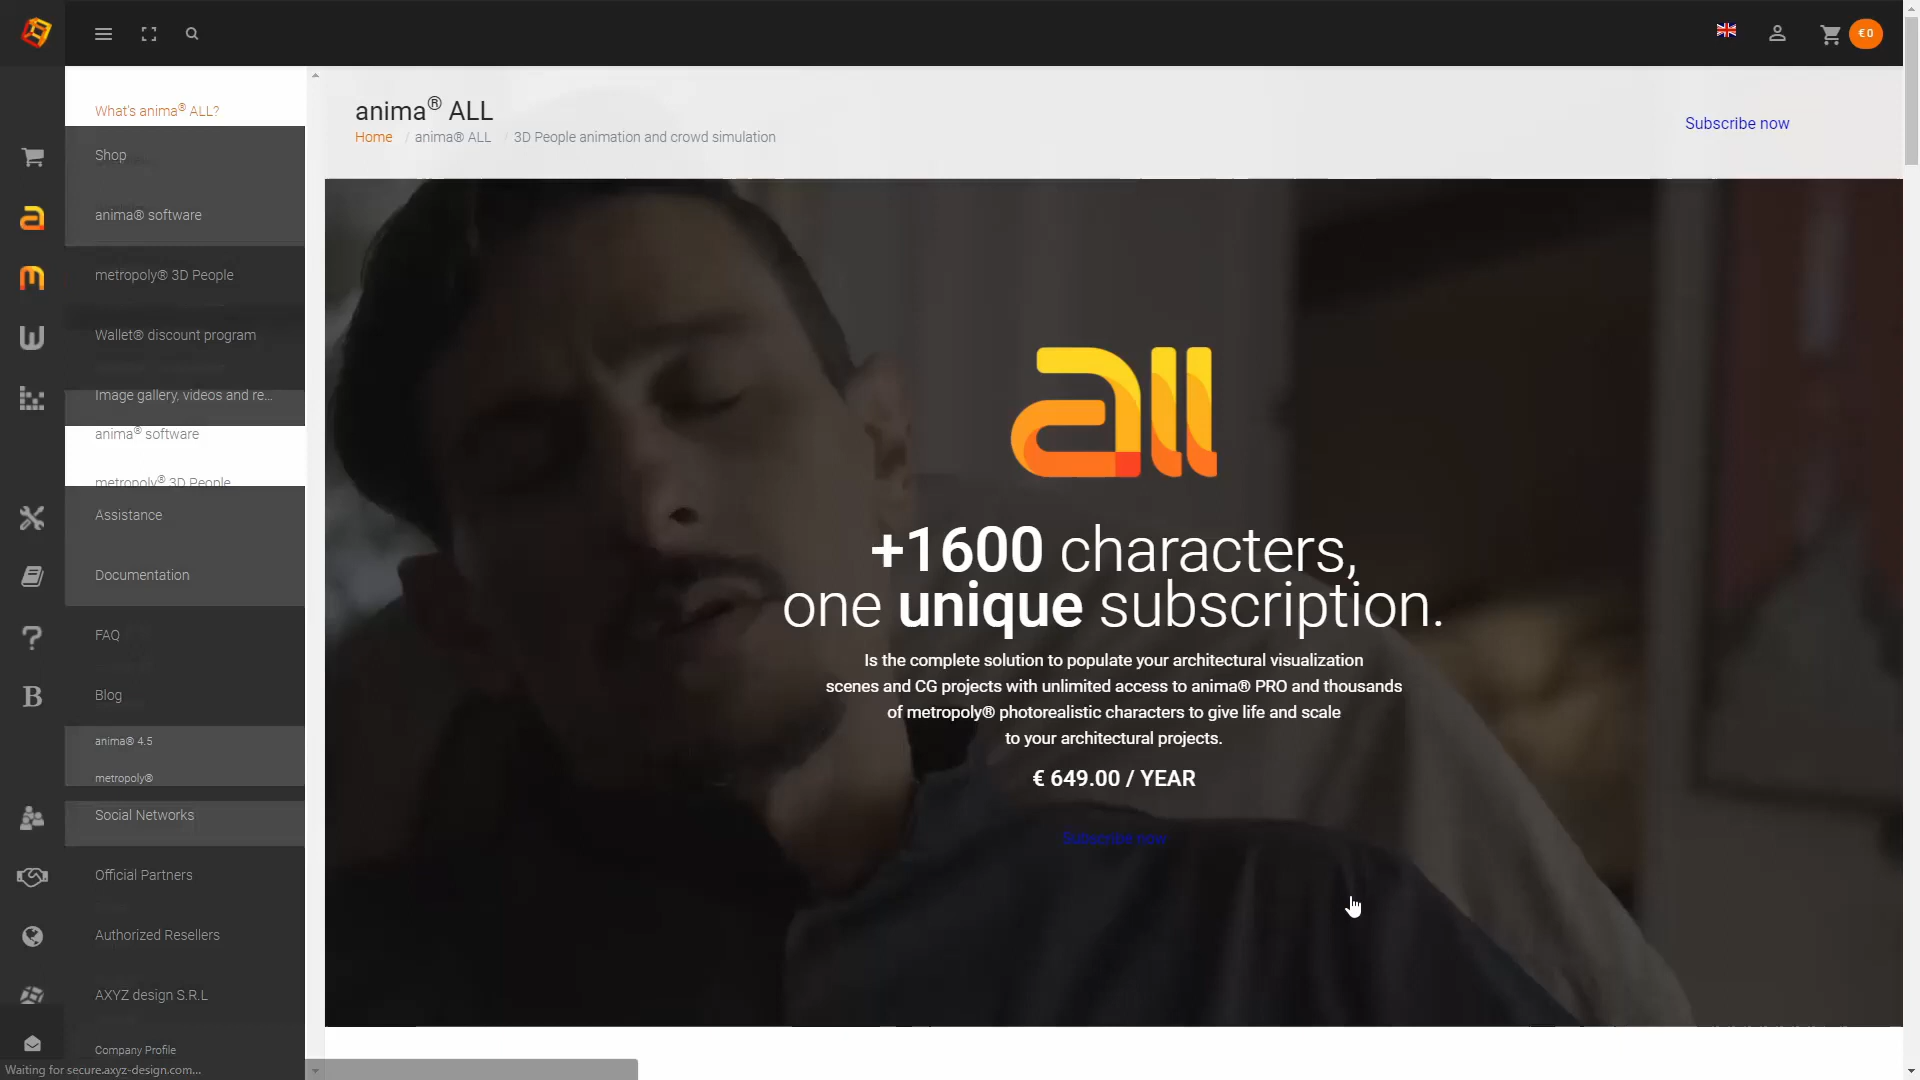 € 0
What's anima® ALL?
Shop
anima® software
metropoly® 3D People
Wallet® discount program
Image gallery, videos and re...
anima® software
metropoly® 3D People
Assistance
Documentation
FAQ
Blog
anima® 4.5
metropoly®
Social Networks
Official Partners
Authorized Resellers
AXYZ design S.R.L
Company Profile
Waiting for secure.axyz-design.com...
anima® ALL
Home / anima® ALL / 3D People animation and crowd simulation
Subscribe now
all
+1600 characters,
one unique subscription.
Is the complete solution to populate your architectural visualization
scenes and CG projects with unlimited access to anima® PRO and thousands
of metropoly® photorealistic characters to give life and scale
to your architectural projects.
€ 649.00 / YEAR
Subscribe now